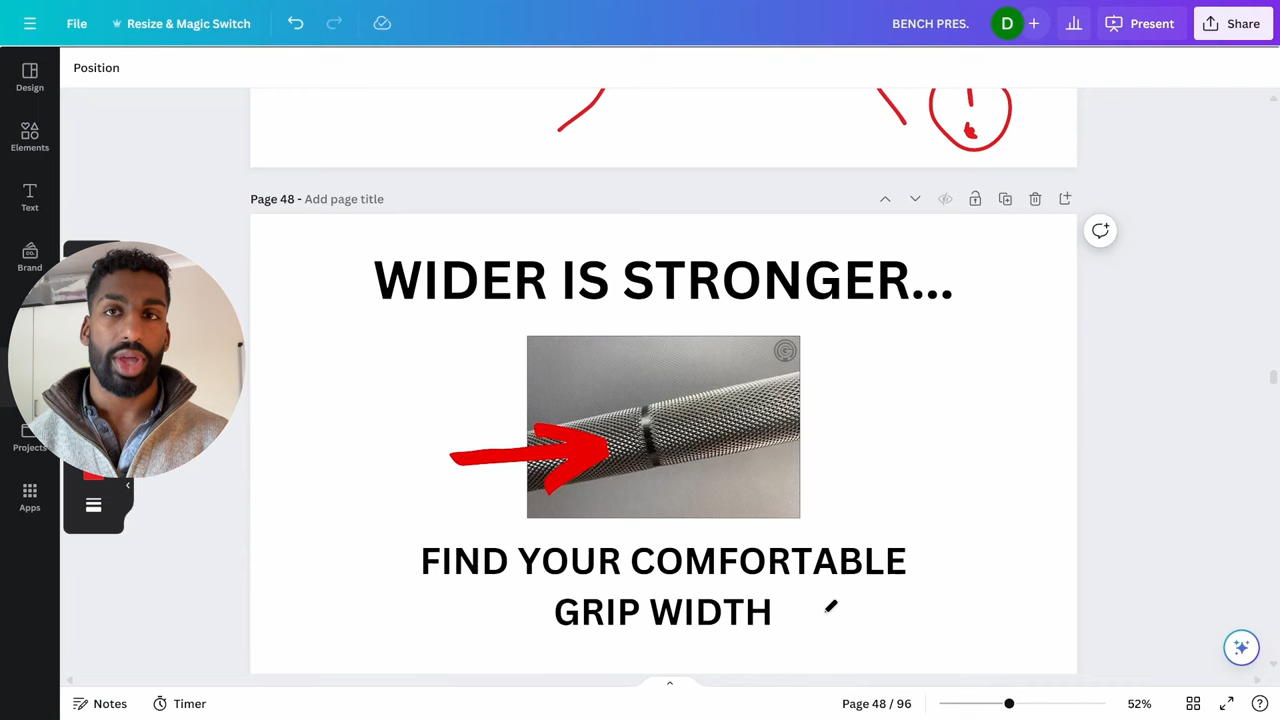 File
Resize & Magic Switch
BENCH PRES.
D
Present
Share
Position
Design
Elements
Text
Brand
Projects
Apps
Page 48 - Add page title
WIDER IS STRONGER...
FIND YOUR COMFORTABLE
GRIP WIDTH
Notes
Timer
Page 48 / 96
52%